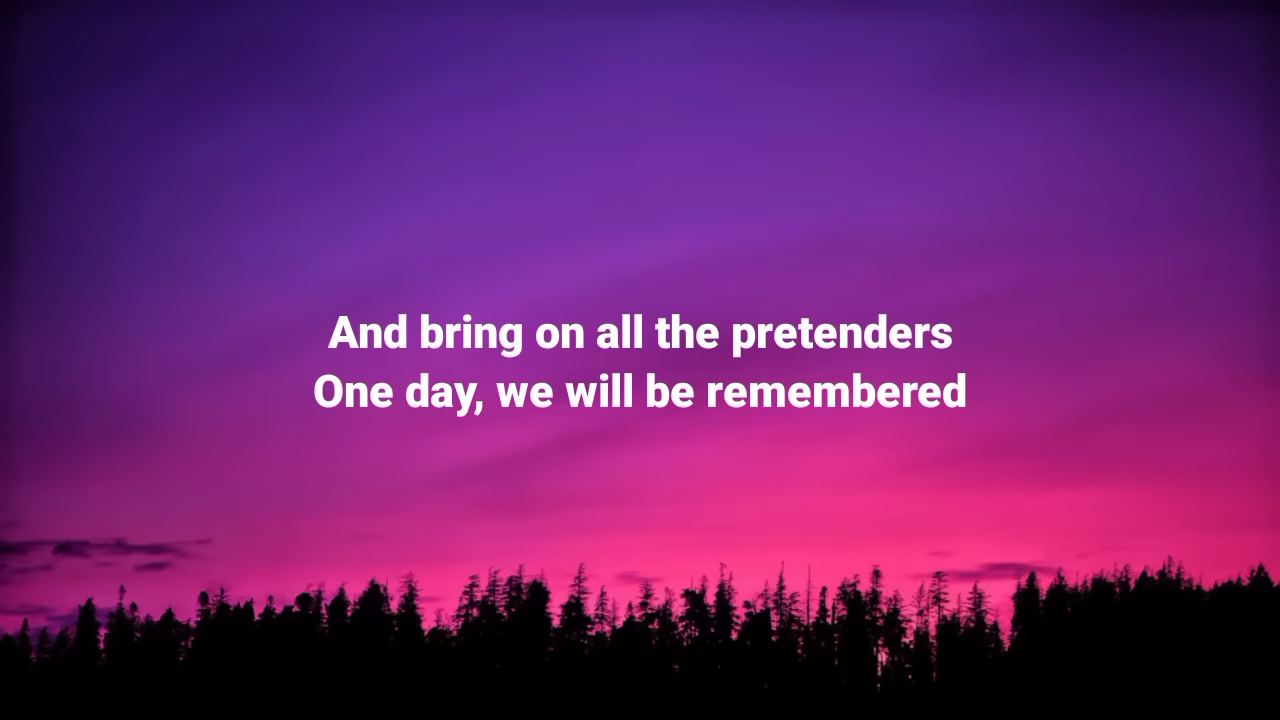 And bring on all the pretenders
One day, we will be remembered